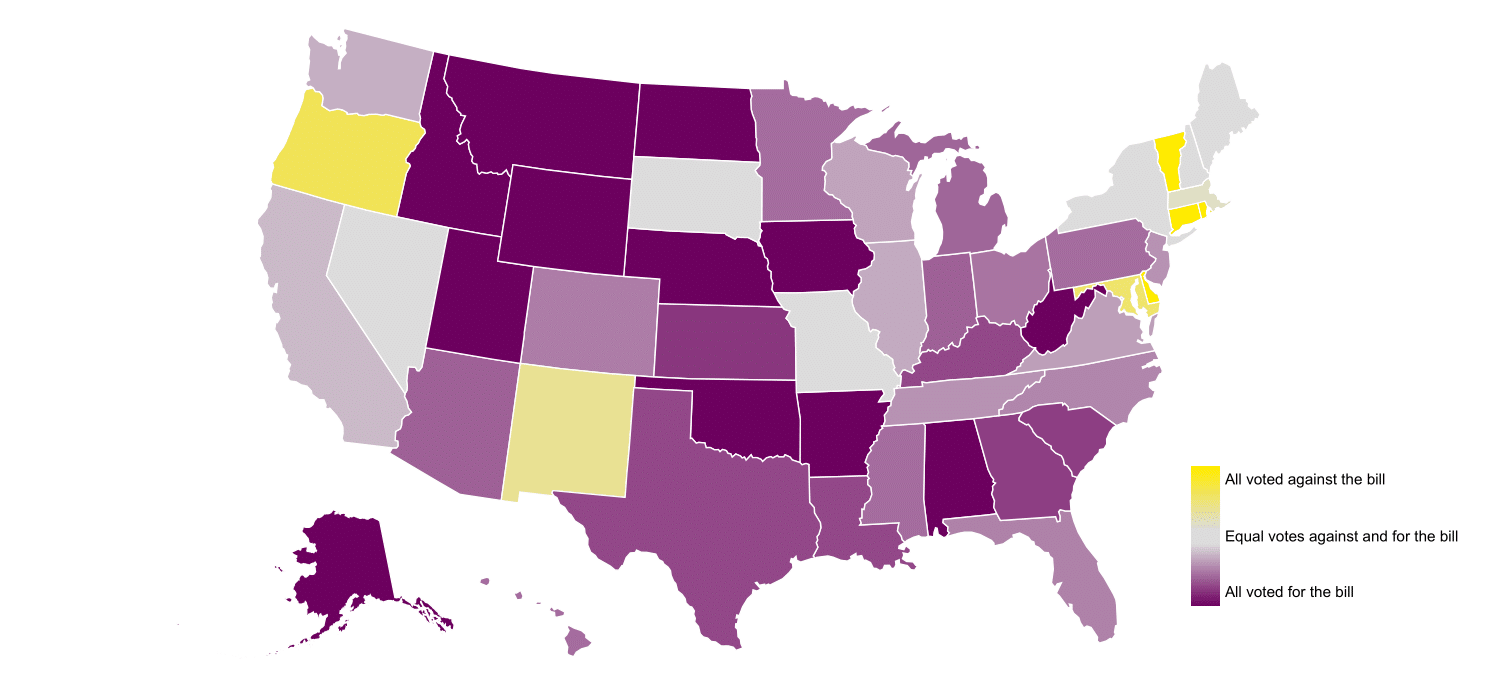 All voted against the bill
Equal votes against and for the bill
All voted for the bill